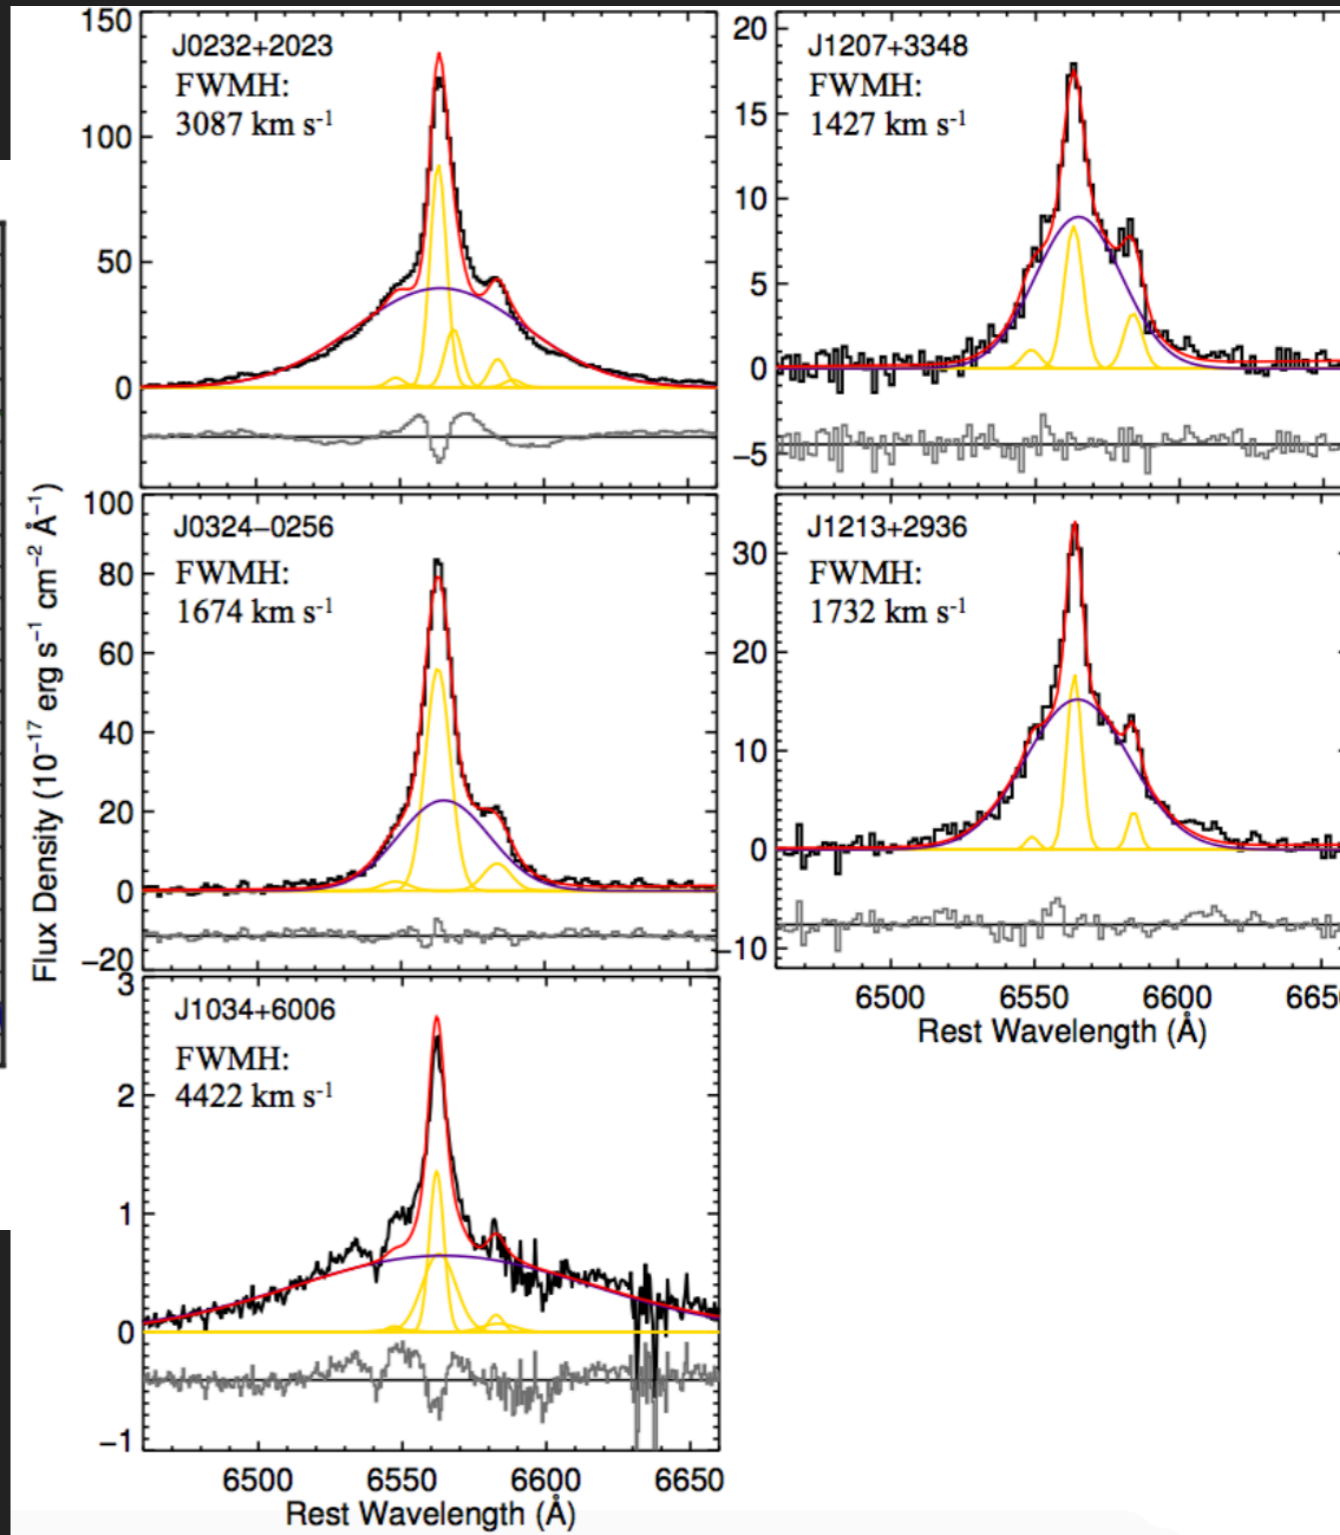 150
100
50
0
J0232+2023
FWMH:
3087 km s⁻¹
20
15
10
5
0
−5
J1207+3348
FWMH:
1427 km s⁻¹
Flux Density (10⁻¹⁷ erg s⁻¹ cm⁻² Å⁻¹)
100
80
60
40
20
0
−20
J0324−0256
FWMH:
1674 km s⁻¹
30
20
10
0
−10
J1213+2936
FWMH:
1732 km s⁻¹
6500 6550 6600
Rest Wavelength (Å)
3
2
1
0
−1
J1034+6006
FWMH:
4422 km s⁻¹
6500 6550 6600 6650
Rest Wavelength (Å)